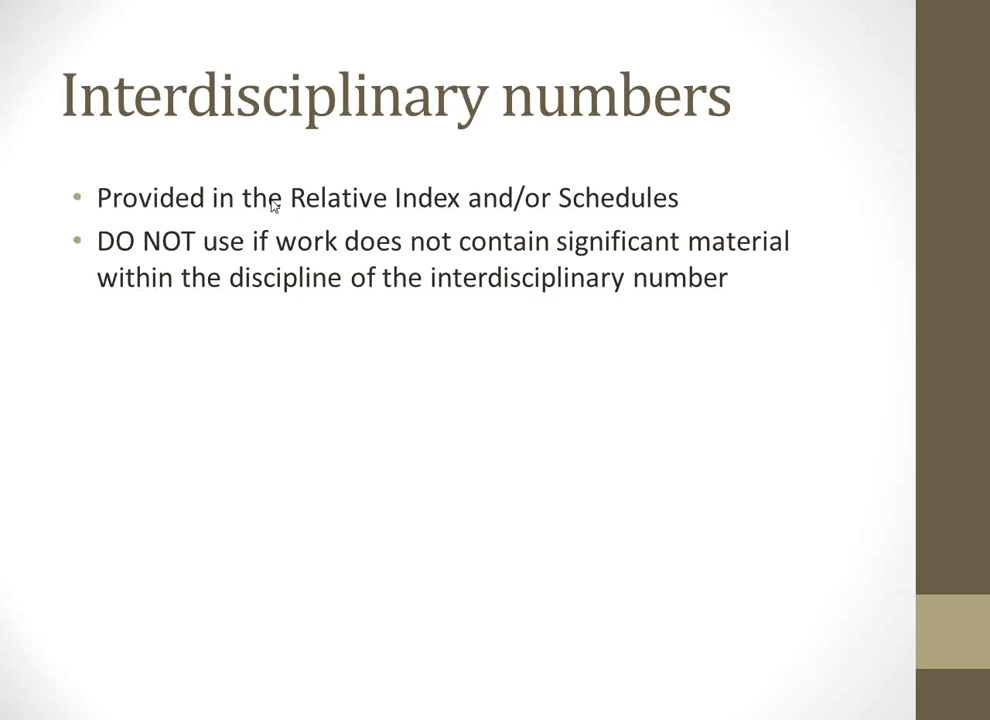 Interdisciplinary numbers
• Provided in the Relative Index and/or Schedules
• DO NOT use if work does not contain significant material
within the discipline of the interdisciplinary number